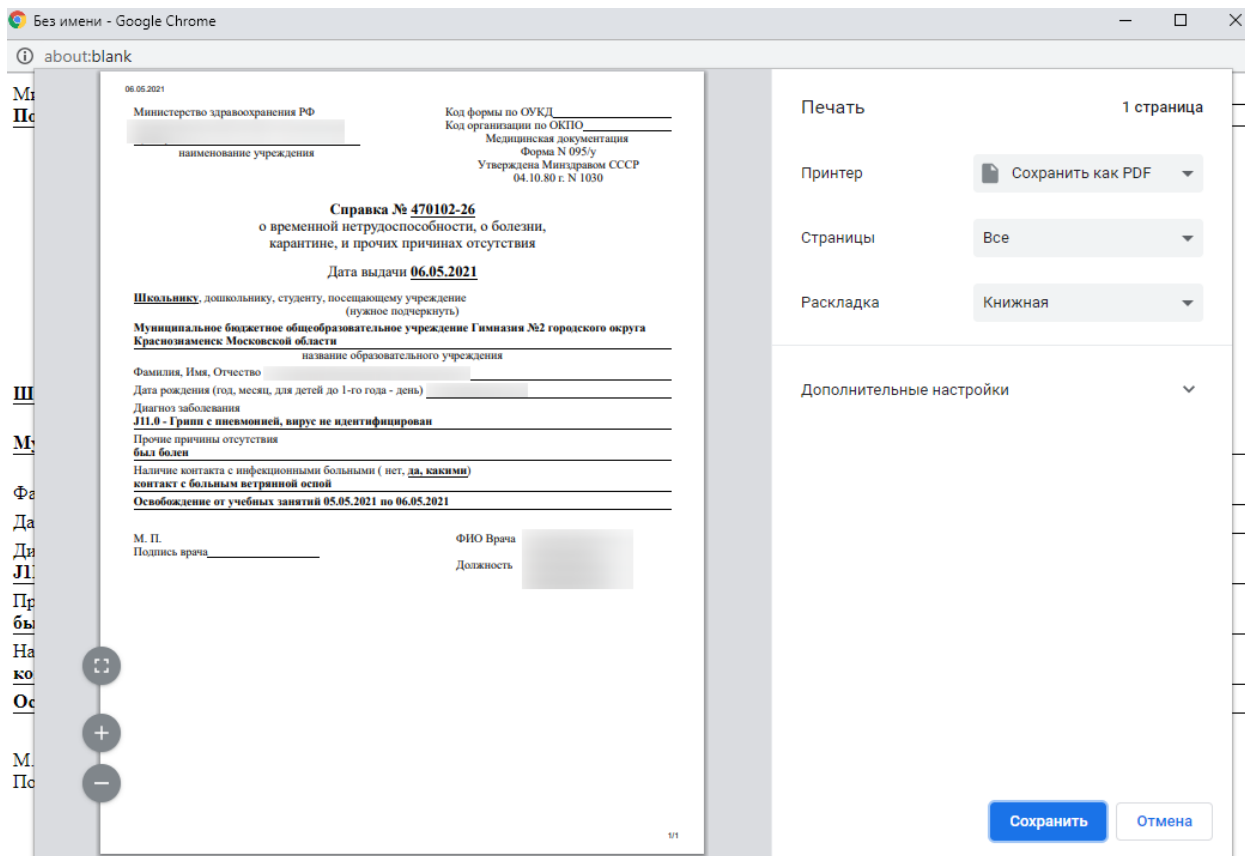 Без имени - Google Chrome
about:blank
06.05.2021
Министерство здравоохранения РФ
наименование учреждения
Код формы по ОУКД
Код организации по ОКПО
Медицинская документация
Форма N 095/у
Утверждена Минздравом СССР
04.10.80 г. N 1030
Справка № 470102-26
о временной нетрудоспособности, о болезни,
карантине, и прочих причинах отсутствия
Дата выдачи 06.05.2021
Школьнику, дошкольнику, студенту, посещающему учреждение
(нужное подчеркнуть)
Муниципальное бюджетное общеобразовательное учреждение Гимназия №2 городского округа
Краснознаменск Московской области
название образовательного учреждения
Фамилия, Имя, Отчество
Дата рождения (год, месяц, для детей до 1-го года - день)
Диагноз заболевания
J11.0 - Грипп с пневмонией, вирус не идентифицирован
Прочие причины отсутствия
был болен
Наличие контакта с инфекционными больными ( нет, да, какими)
контакт с больным ветрянной оспой
Освобождение от учебных занятий 05.05.2021 по 06.05.2021
М. П.
Подпись врача
ФИО Врача
Должность
1/1
Печать
1 страница
Принтер
Сохранить как PDF
Страницы
Все
Раскладка
Книжная
Дополнительные настройки
Сохранить
Отмена